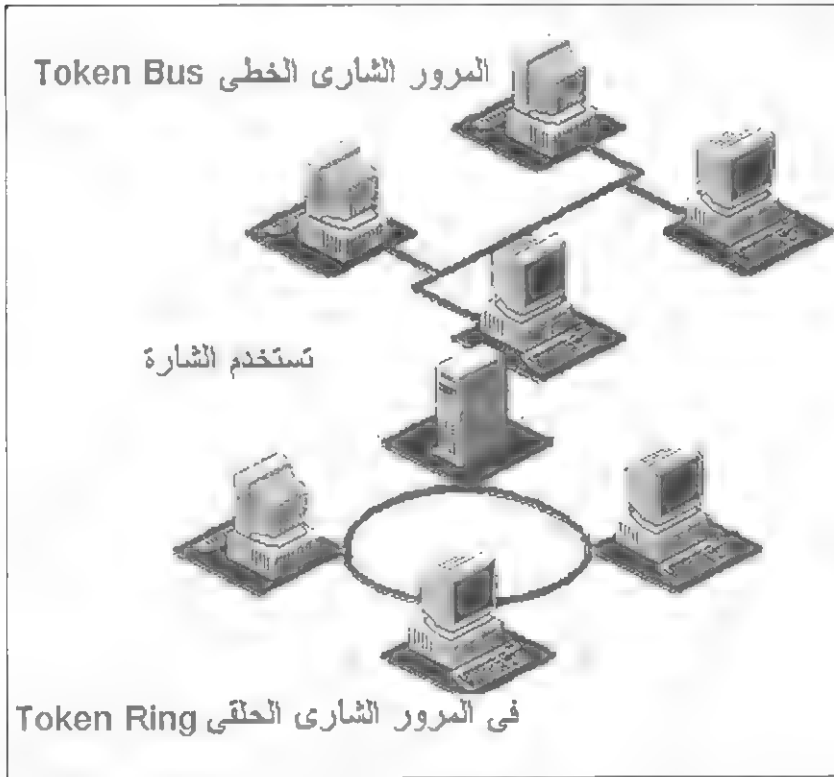 المرور الشارى الخطى Token Bus
تستخدم الشارة
فى المرور الشارى الحلقى Token Ring